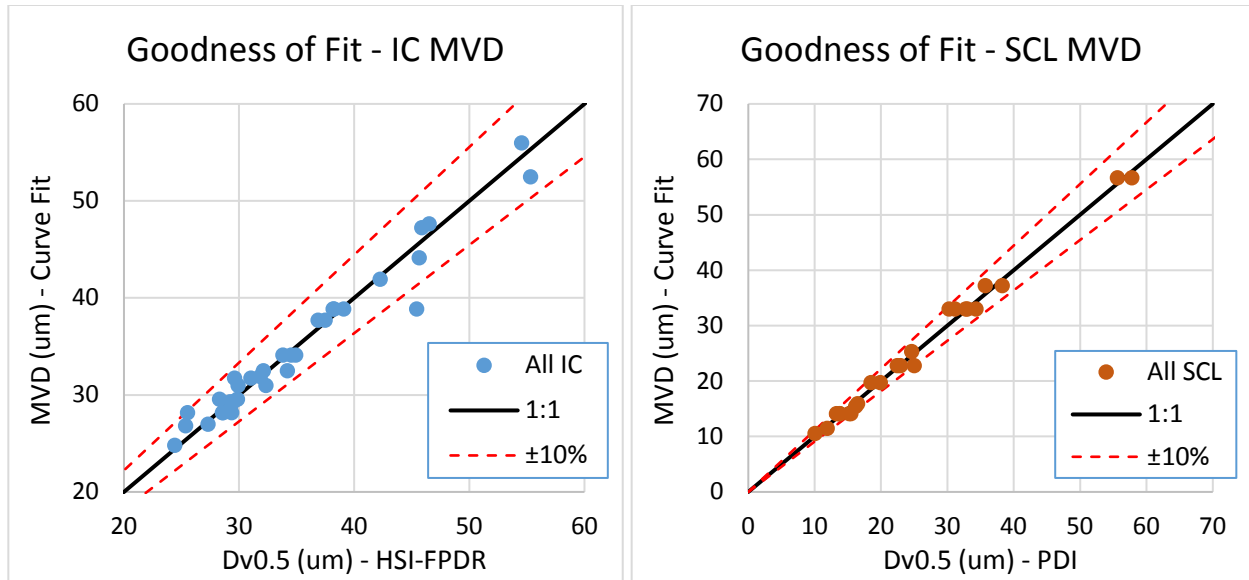 Goodness of Fit - IC MVD
60
50
40
30
20
20 30 40 50 60
MVD (um) - Curve Fit
Dv0.5 (um) - HSI-FPDR
All IC
1:1
±10%
Goodness of Fit - SCL MVD
70
60
50
40
30
20
10
0
0 10 20 30 40 50 60 70
MVD (um) - Curve Fit
Dv0.5 (um) - PDI
All SCL
1:1
±10%